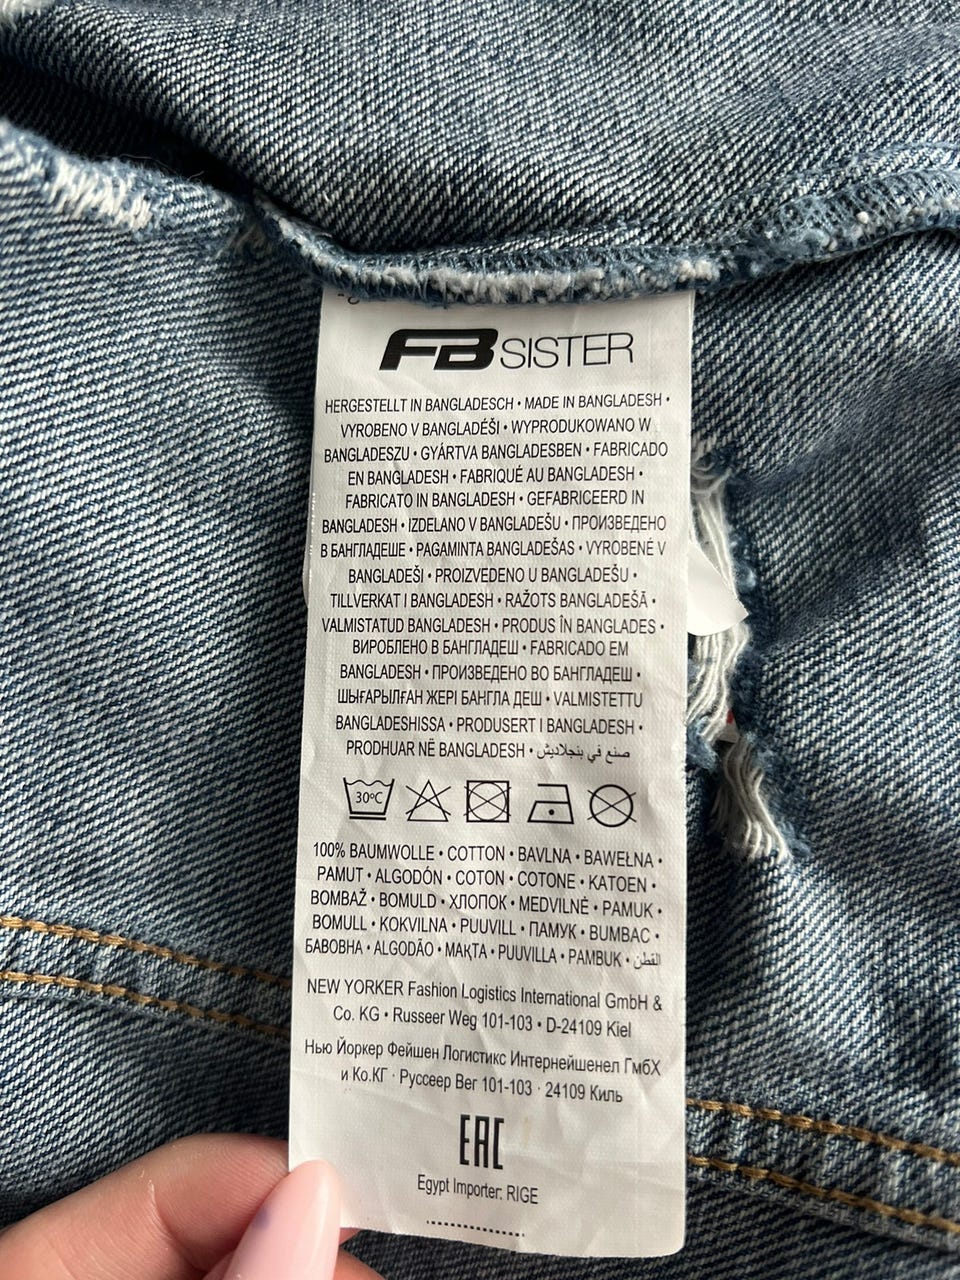 FB SISTER
HERGESTELLT IN BANGLADESCH • MADE IN BANGLADESH •
VYROBENO V BANGLADÉŠI • WYPRODUKOWANO W
BANGLADESZU • GYÁRTVA BANGLADESBEN • FABRICADO
EN BANGLADESH • FABRIQUÉ AU BANGLADESH •
FABRICATO IN BANGLADESH • GEFABRICEERD IN
BANGLADESH • IZDELANO V BANGLADEŠU • ПРОИЗВЕДЕНО
В БАНГЛАДЕШЕ • PAGAMINTA BANGLADEŠAS • VYROBENÉ V
BANGLADEŠI • PROIZVEDENO U BANGLADEŠU •
TILLVERKAT I BANGLADESH • RAŽOTS BANGLADEŠĀ •
VALMISTATUD BANGLADESH • PRODUS ÎN BANGLADES •
ВИРОБЛЕНО В БАНГЛАДЕШ • FABRICADO EM
BANGLADESH • ПРОИЗВЕДЕНО ВО БАНГЛАДЕШ •
ШЫҒАРЫЛҒАН ЖЕРІ БАНГЛА ДЕШ • VALMISTETTU
BANGLADESHISSA • PRODUSERT I BANGLADESH •
PRODHUAR NË BANGLADESH • صنع في بنجلاديش
30ºC
100% BAUMWOLLE • COTTON • BAVLNA • BAWEŁNA •
PAMUT • ALGODÓN • COTON • COTONE • KATOEN •
BOMBAŽ • BOMULD • ХЛОПОК • MEDVILNĖ • PAMUK •
BOMULL • KOKVILNA • PUUVILL • ПАМУК • BUMBAC •
БАВОВНА • ALGODÃO • МАҚТА • PUUVILLA • PAMBUK • القطن
NEW YORKER Fashion Logistics International GmbH &
Co. KG • Russeer Weg 101-103 • D-24109 Kiel
Нью Йоркер Фейшен Логистикс Интернейшенел ГмбХ
и Ко.КГ · Руссеер Вег 101-103 · 24109 Киль
EAC
Egypt Importer: RIGE